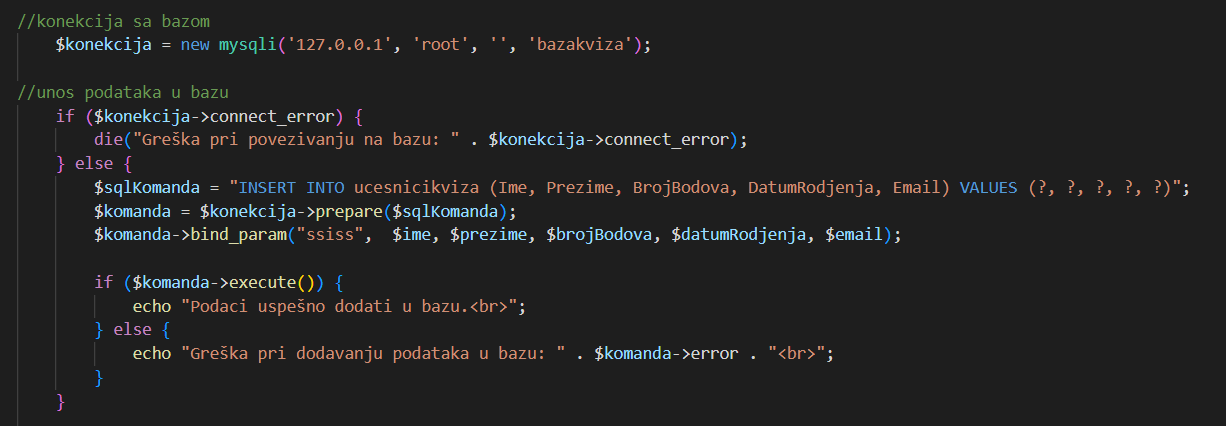 //konekcija sa bazom
$konekcija = new mysqli('127.0.0.1', 'root', '', 'bazakviza');
//unos podataka u bazu
if ($konekcija->connect_error) {
die("Greška pri povezivanju na bazu: " . $konekcija->connect_error);
} else {
$sqlKomanda = "INSERT INTO ucesnicikviza (Ime, Prezime, BrojBodova, DatumRodjenja, Email) VALUES (?, ?, ?, ?, ?)";
$komanda = $konekcija->prepare($sqlKomanda);
$komanda->bind_param("ssiss",  $ime, $prezime, $brojBodova, $datumRodjenja, $email);
if ($komanda->execute()) {
echo "Podaci uspešno dodati u bazu.<br>";
} else {
echo "Greška pri dodavanju podataka u bazu: " . $komanda->error . "<br>";
}
}